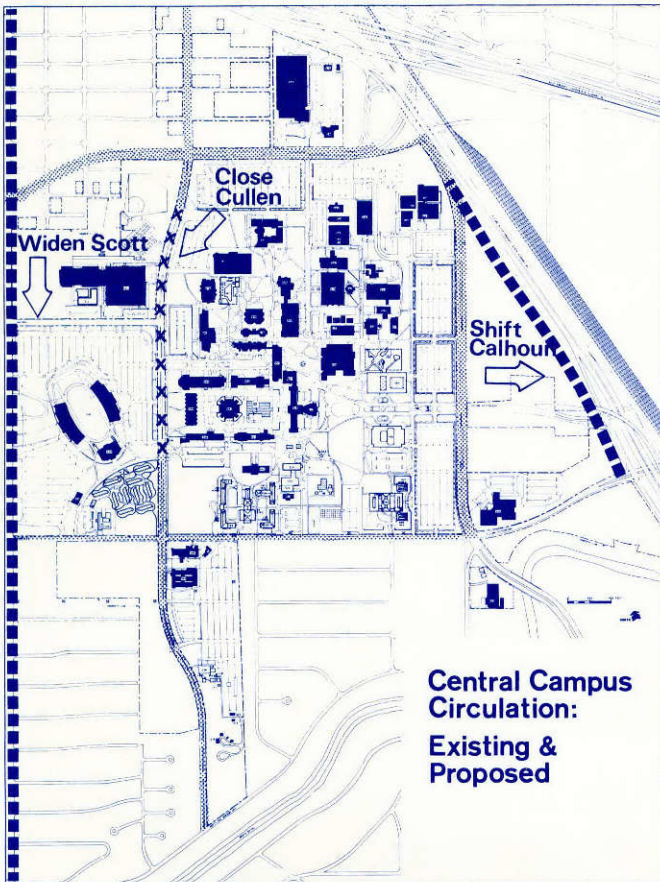 Close
Cullen
Widen Scott
Shift
Calhoun
Central Campus
Circulation:
Existing &
Proposed